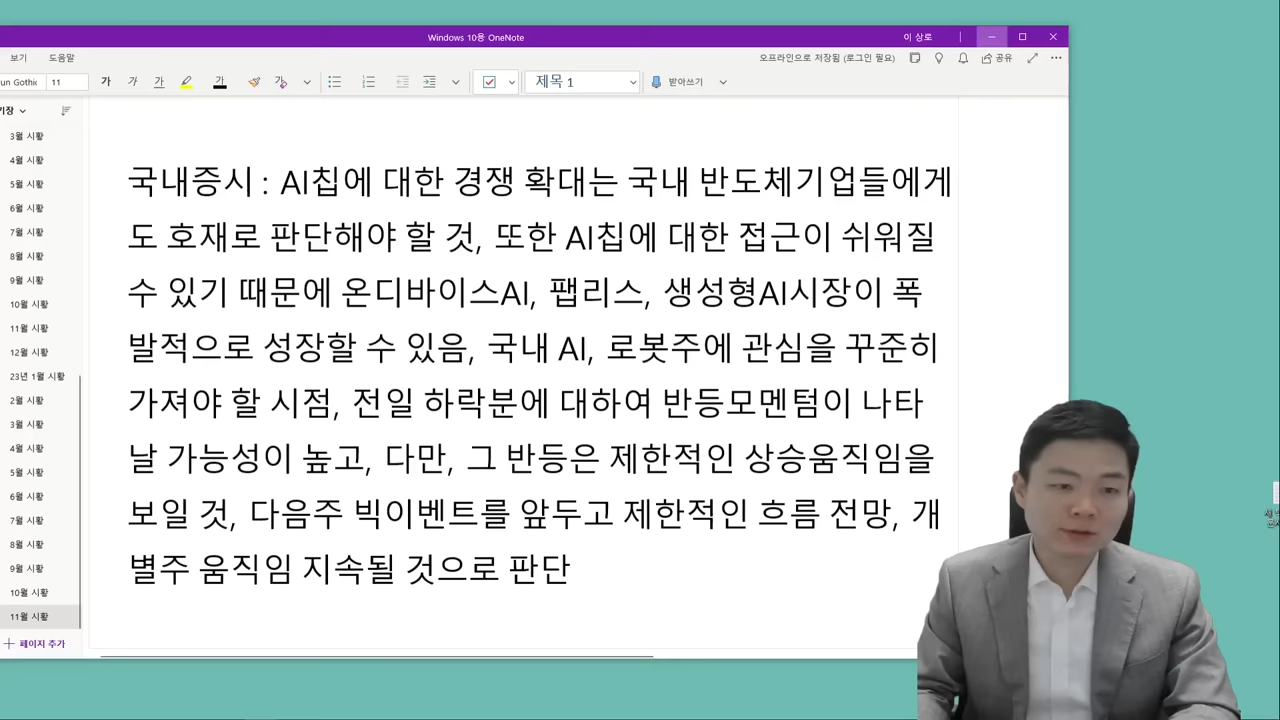 Windows 10용 OneNote
이 상로
보기
도움말
오프라인으로 저장됨 (로그인 필요)
공유
un Gothic
11
가
가
가
가
제목 1
받아쓰기
기장
3월 시황
4월 시황
5월 시황
6월 시황
7월 시황
8월 시황
9월 시황
10월 시황
11월 시황
12월 시황
23년 1월 시황
2월 시황
3월 시황
4월 시황
5월 시황
6월 시황
7월 시황
8월 시황
9월 시황
10월 시황
11월 시황
페이지 추가
국내증시 : AI칩에 대한 경쟁 확대는 국내 반도체기업들에게
도 호재로 판단해야 할 것, 또한 AI칩에 대한 접근이 쉬워질
수 있기 때문에 온디바이스AI, 팹리스, 생성형AI시장이 폭
발적으로 성장할 수 있음, 국내 AI, 로봇주에 관심을 꾸준히
가져야 할 시점, 전일 하락분에 대하여 반등모멘텀이 나타
날 가능성이 높고, 다만, 그 반등은 제한적인 상승움직임을
보일 것, 다음주 빅이벤트를 앞두고 제한적인 흐름 전망, 개
별주 움직임 지속될 것으로 판단